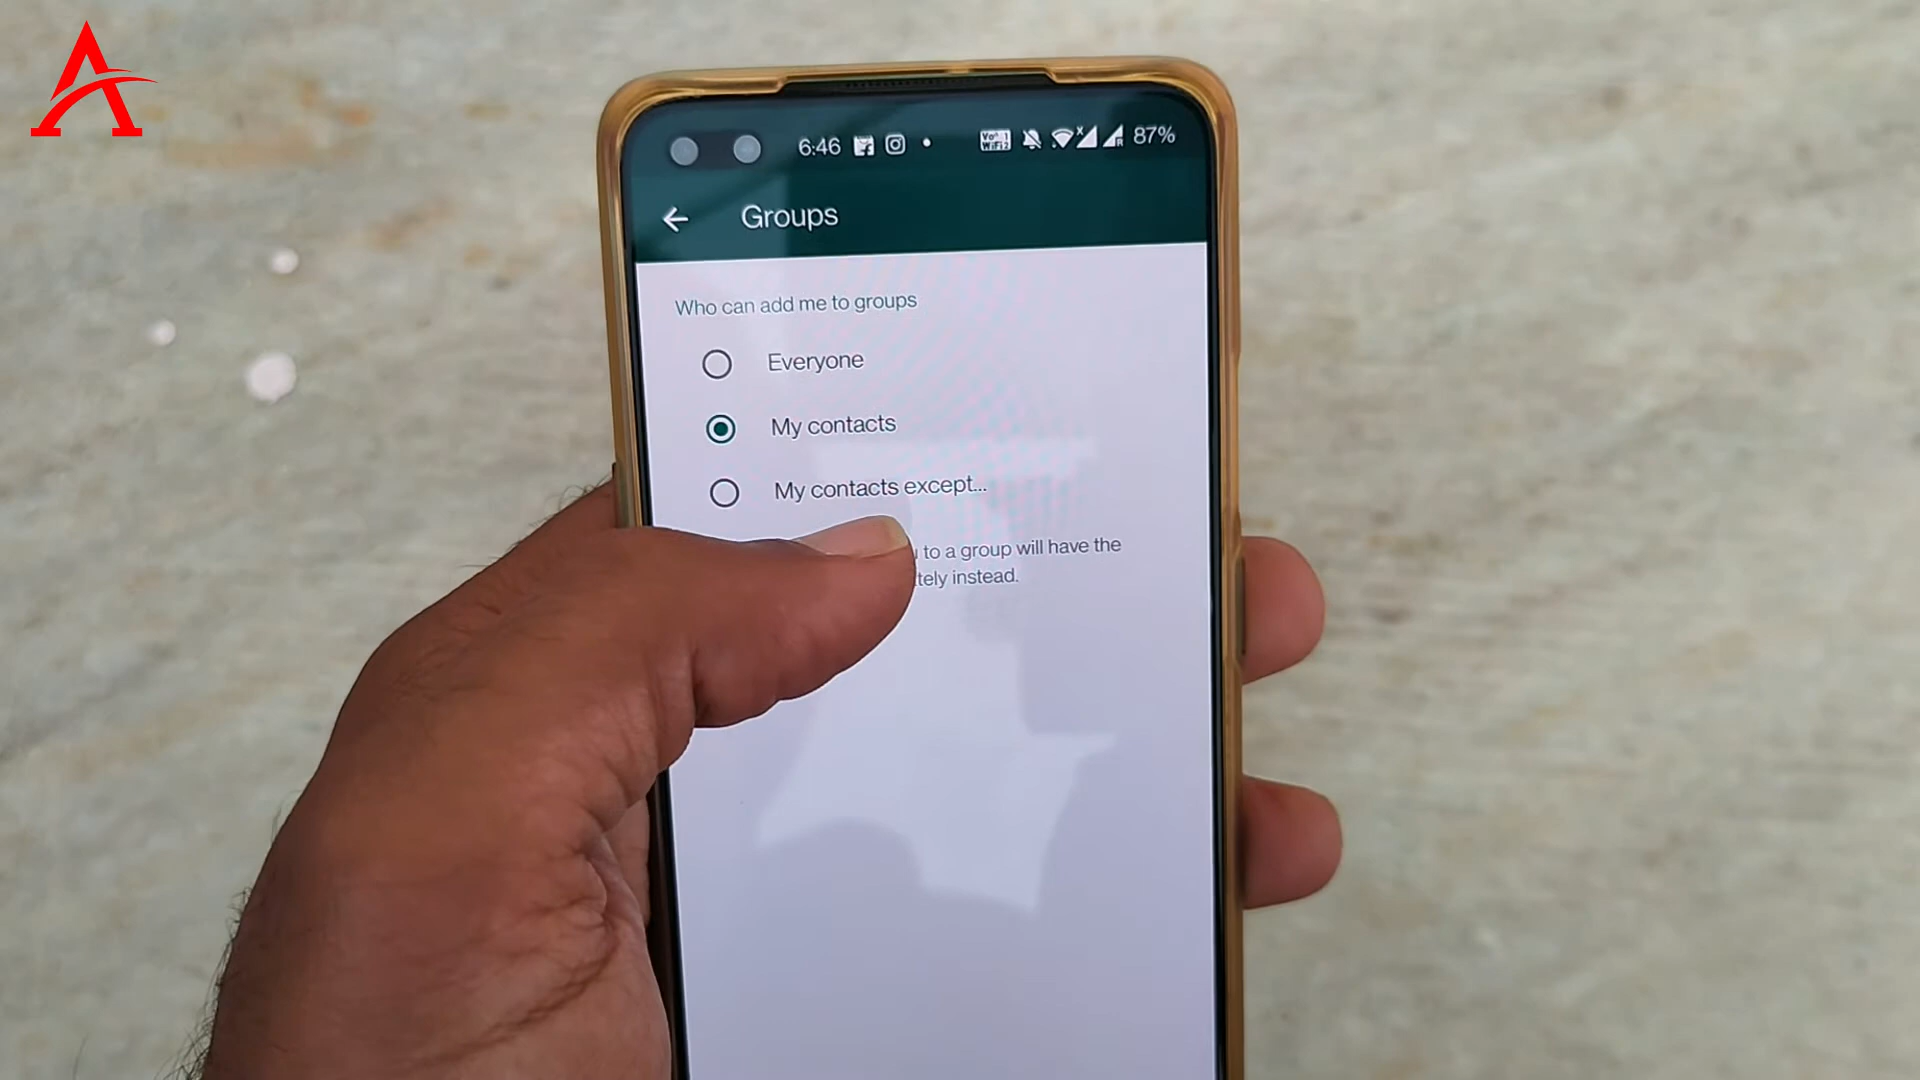 6:46 87%
Groups
Who can add me to groups
Everyone
My contacts
My contacts except...
to a group will have the
instead.